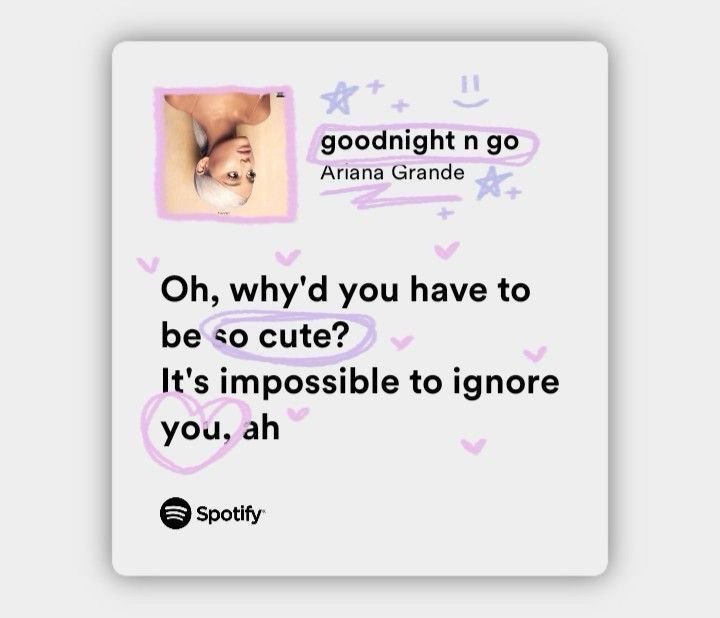 goodnight n go
Ariana Grande
Oh, why'd you have to
be so cute?
It's impossible to ignore
you, ah
Spotify